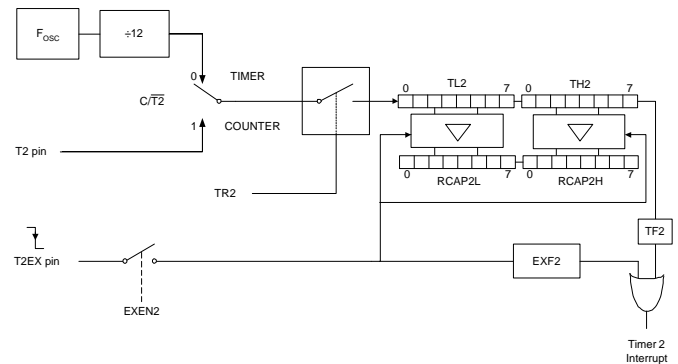 FOSC
÷12
0
TIMER
C/T2
1
COUNTER
T2 pin
TR2
0 TL2 7
0 TH2 7
0 7
RCAP2L
0 7
RCAP2H
TF2
T2EX pin
EXEN2
EXF2
Timer 2
Interrupt